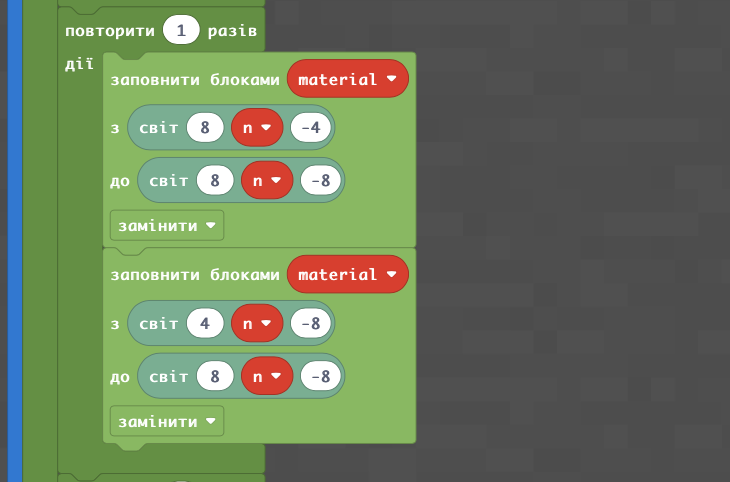 повторити 1 разів
дії
заповнити блоками material
з світ 8 n -4
до світ 8 n -8
замінити
заповнити блоками material
з світ 4 n -8
до світ 8 n -8
замінити